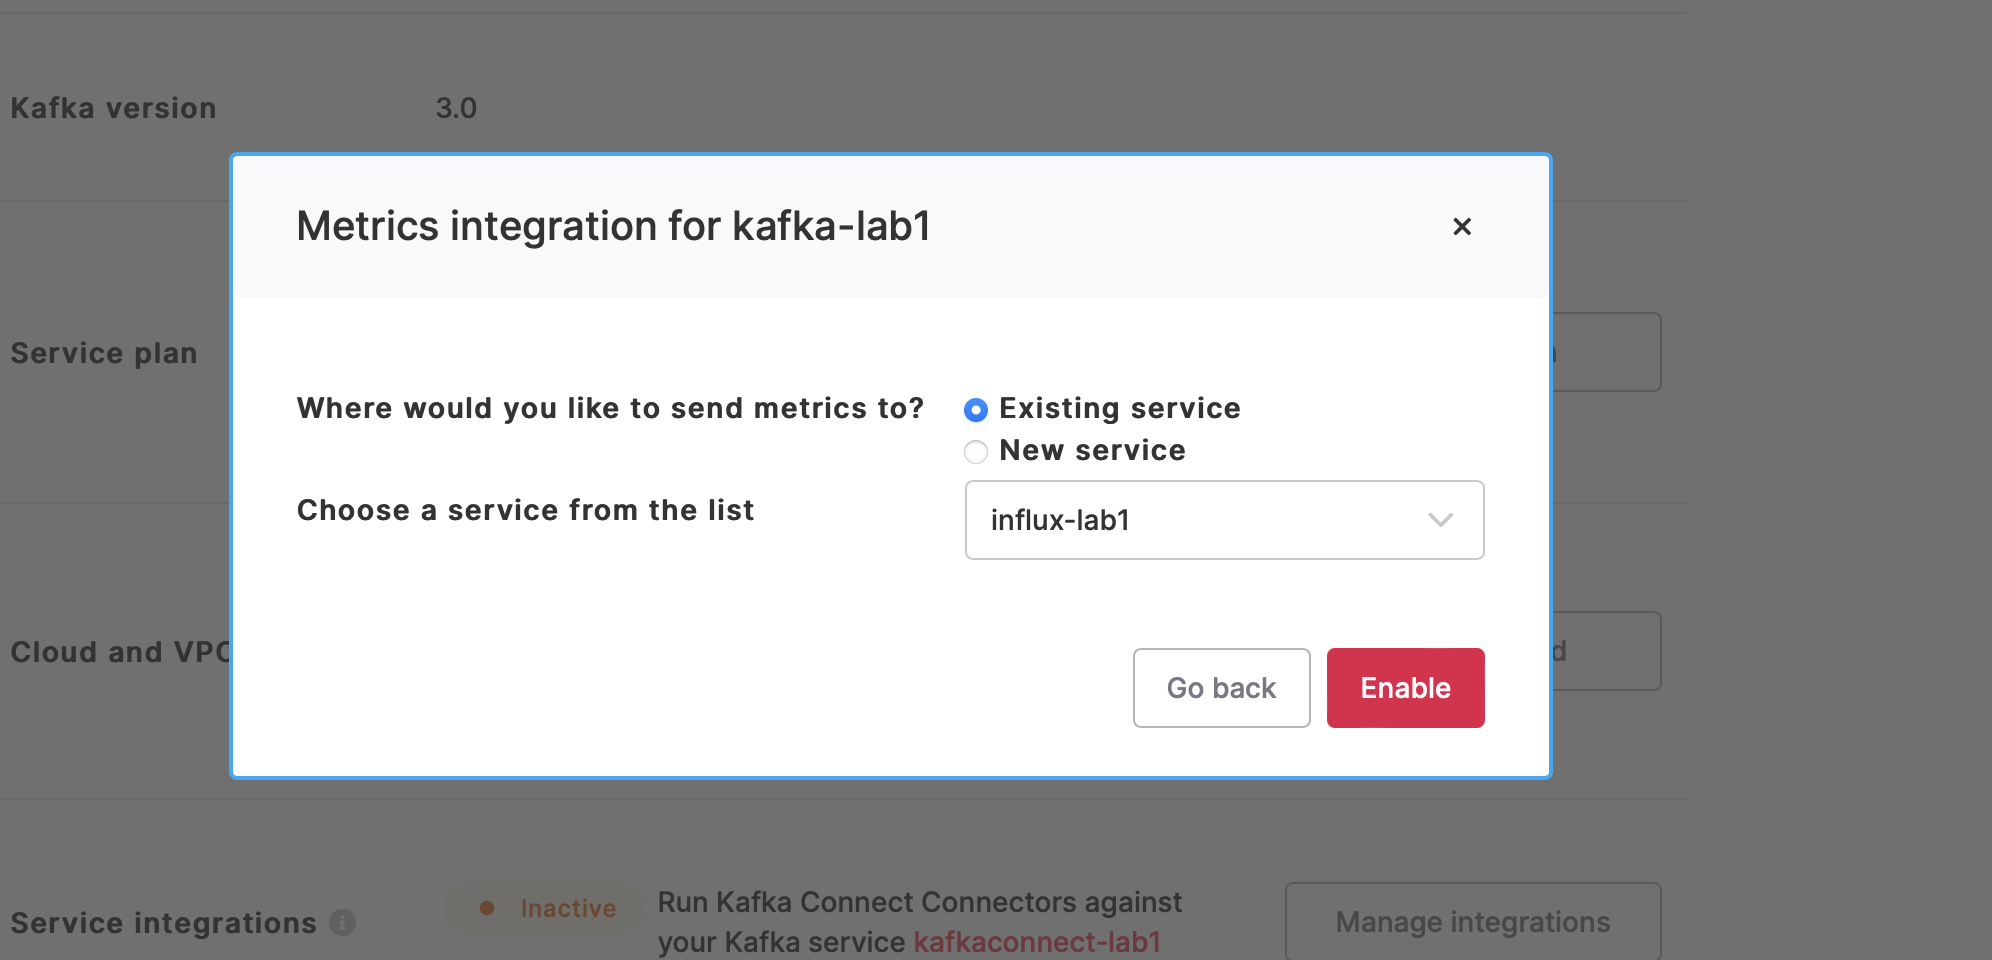 Kafka version
3.0
Metrics integration for kafka-lab1
Service plan
Where would you like to send metrics to?
Existing service
New service
Choose a service from the list
influx-lab1
Cloud and VPC
Go back
Enable
Service integrations
Inactive
Run Kafka Connect Connectors against
your Kafka service kafkaconnect-lab1
Manage integrations